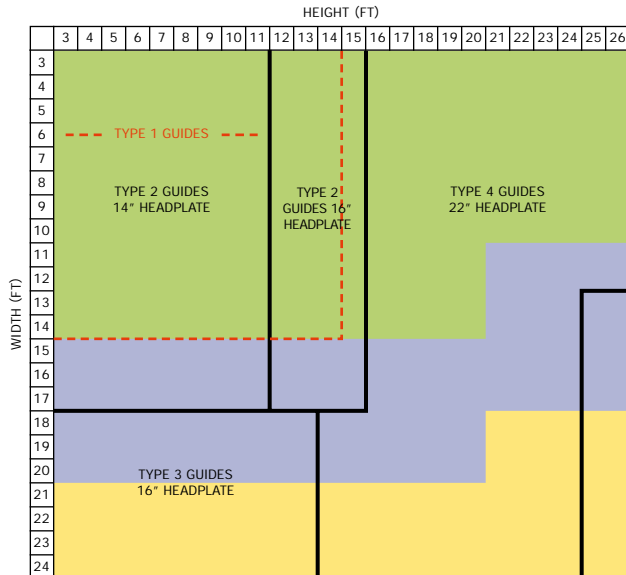 HEIGHT (FT)
3 4 5 6 7 8 9 10 11 12 13 14 15 16 17 18 19 20 21 22 23 24 25 26
WIDTH (FT)
3
4
5
6
7
8
9
10
11
12
13
14
15
16
17
18
19
20
21
22
23
24
TYPE 1 GUIDES
TYPE 2 GUIDES
14" HEADPLATE
TYPE 2
GUIDES 16"
HEADPLATE
TYPE 4 GUIDES
22" HEADPLATE
TYPE 3 GUIDES
16" HEADPLATE